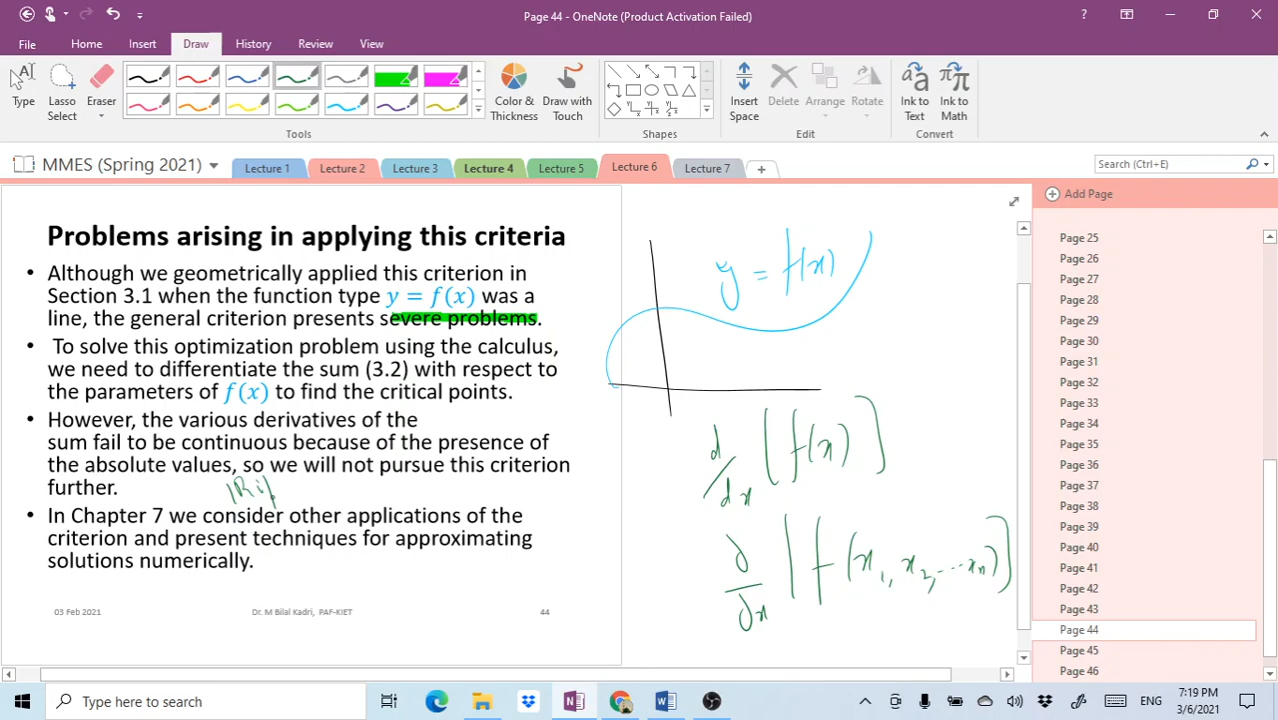 Page 44 - OneNote (Product Activation Failed)
?
File Home Insert Draw History Review View
Type
Lasso Select
Eraser
Color & Thickness
Draw with Touch
Insert Space
Delete
Arrange
Rotate
Ink to Text
Ink to Math
Tools
Shapes
Edit
Convert
MMES (Spring 2021)
Lecture 1 Lecture 2 Lecture 3 Lecture 4 Lecture 5 Lecture 6 Lecture 7
Search (Ctrl+E)
Add Page
Problems arising in applying this criteria
• Although we geometrically applied this criterion in
Section 3.1 when the function type y = f(x) was a
line, the general criterion presents severe problems.
• To solve this optimization problem using the calculus,
we need to differentiate the sum (3.2) with respect to
the parameters of f(x) to find the critical points.
• However, the various derivatives of the
sum fail to be continuous because of the presence of
the absolute values, so we will not pursue this criterion
further.
|Ri|
• In Chapter 7 we consider other applications of the
criterion and present techniques for approximating
solutions numerically.
03 Feb 2021 Dr. M Bilal Kadri, PAF-KIET 44
y = f(x)
d/dx [f(x)]
∂/∂x [f(x1, x2, ... xn)]
Page 25
Page 26
Page 27
Page 28
Page 29
Page 30
Page 31
Page 32
Page 33
Page 34
Page 35
Page 36
Page 37
Page 38
Page 39
Page 40
Page 41
Page 42
Page 43
Page 44
Page 45
Page 46
Type here to search
ENG
7:19 PM
3/6/2021